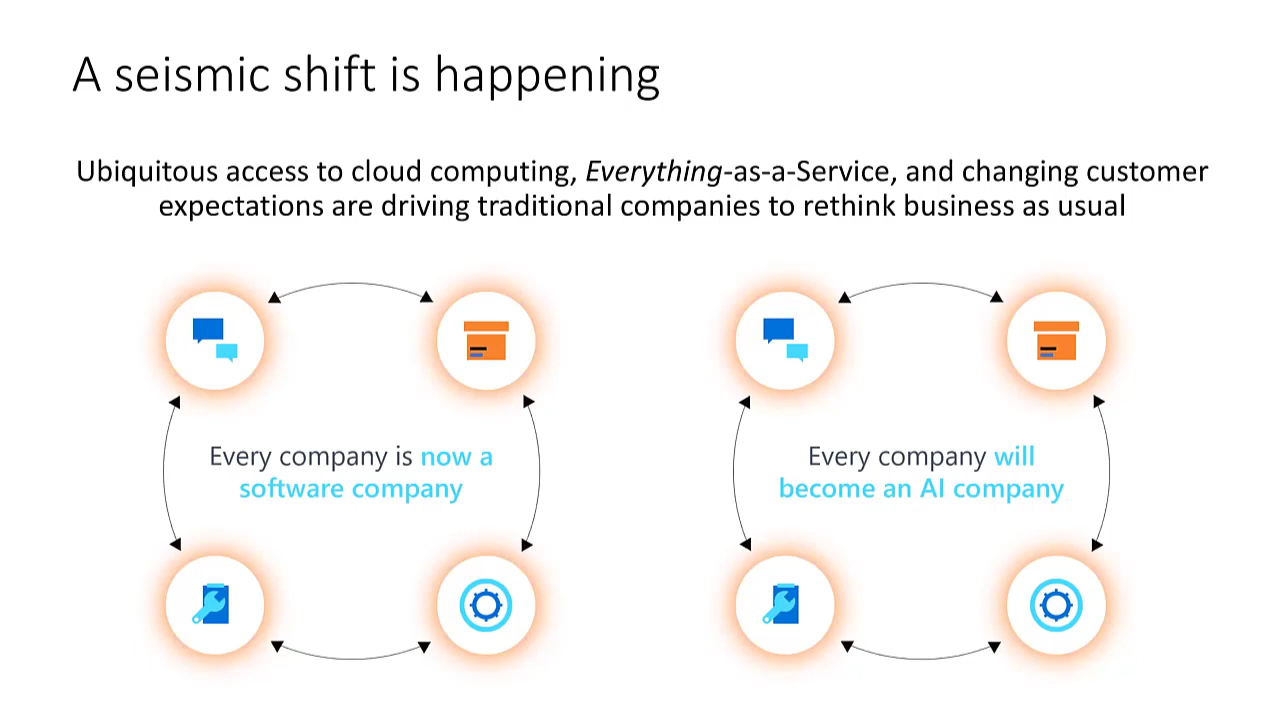 A seismic shift is happening
Ubiquitous access to cloud computing, Everything-as-a-Service, and changing customer
expectations are driving traditional companies to rethink business as usual
Every company is now a
software company
Every company will
become an AI company